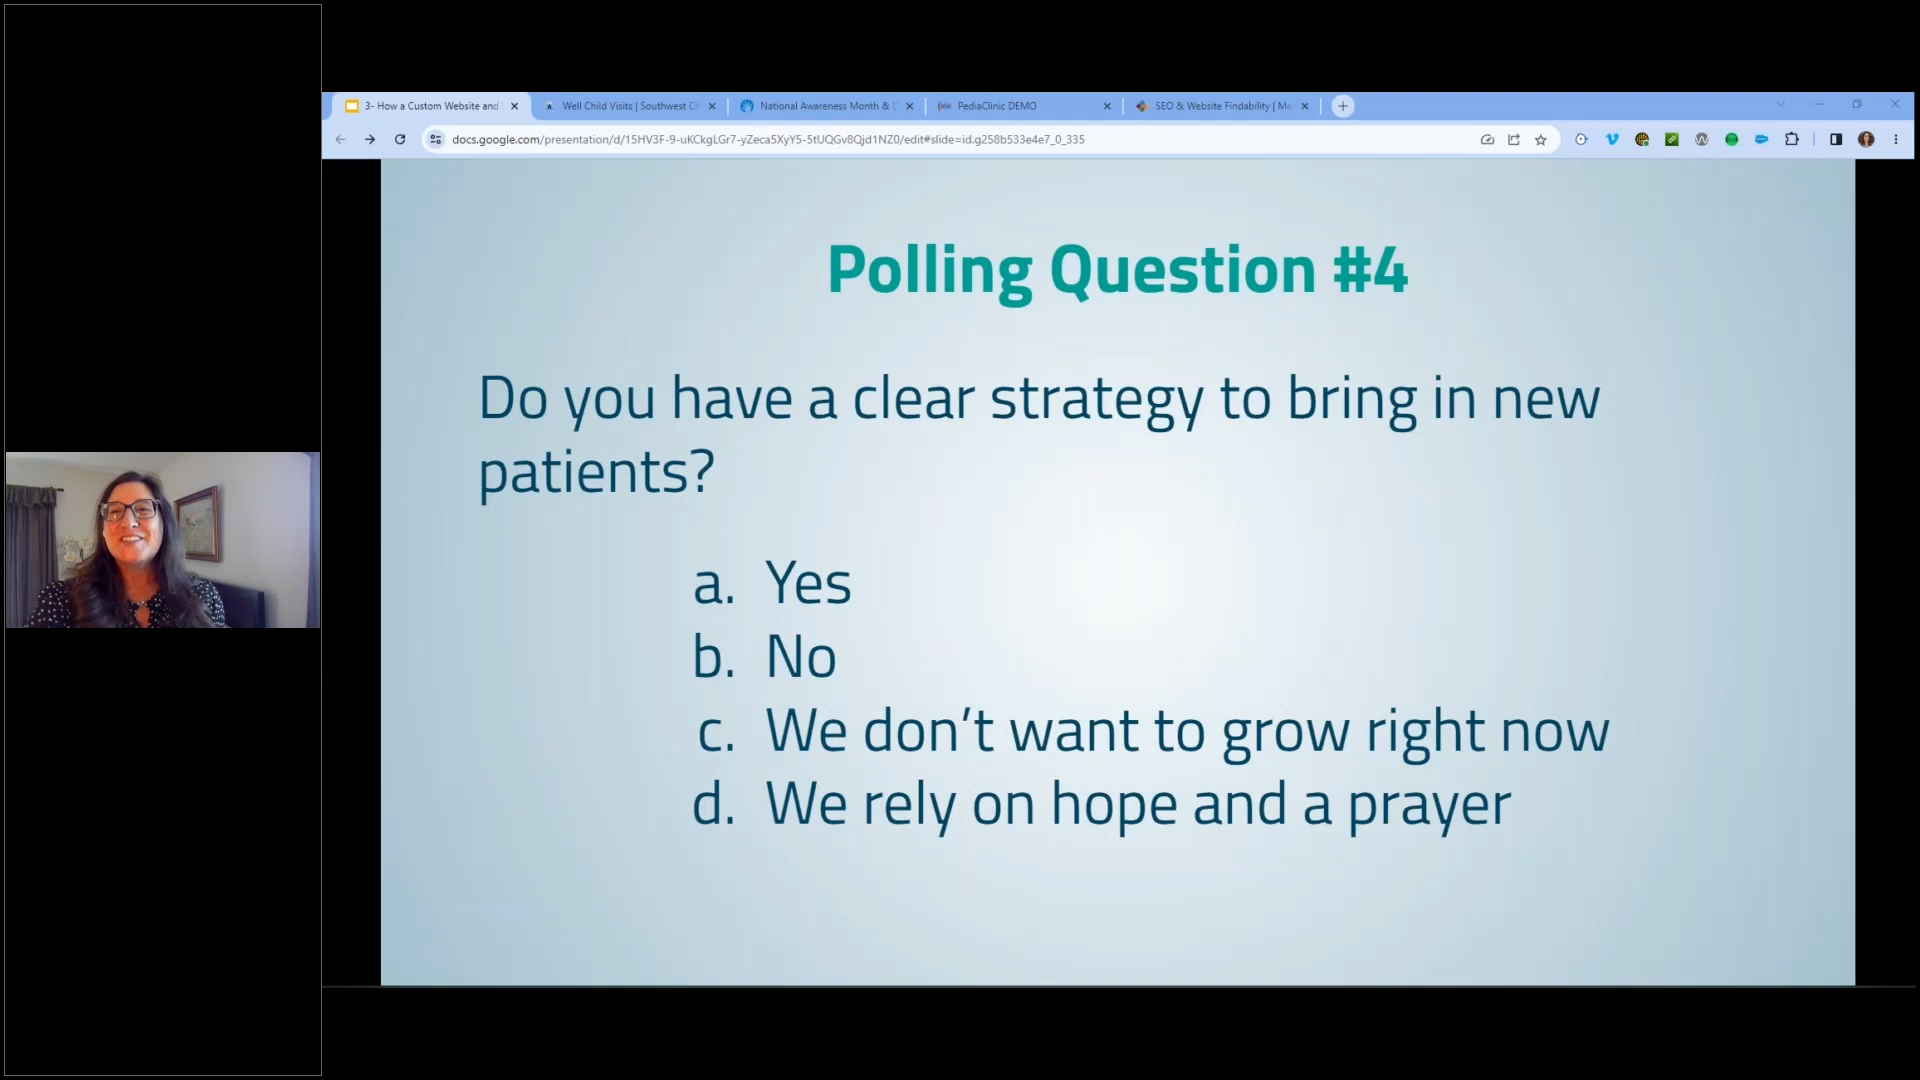 3- How a Custom Website and
Well Child Visits | Southwest C
National Awareness Month &
PediaClinic DEMO
SEO & Website Findability | Ma
docs.google.com/presentation/d/15HV3F-9-uKCkgLGr7-yZeca5XyY5-5tUQGv8Qjd1NZ0/edit#slide=id.g258b533e4e7_0_335
Polling Question #4
Do you have a clear strategy to bring in new
patients?
a. Yes
b. No
c. We don’t want to grow right now
d. We rely on hope and a prayer